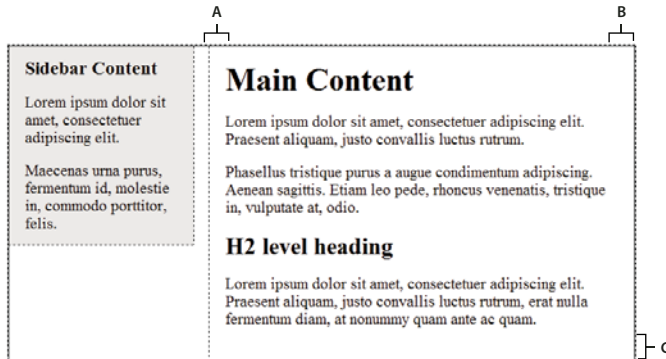 A
B
Sidebar Content
Lorem ipsum dolor sit
amet, consectetuer
adipiscing elit.
Maecenas urna purus,
fermentum id, molestie
in, commodo porttitor,
felis.
Main Content
Lorem ipsum dolor sit amet, consectetuer adipiscing elit.
Praesent aliquam, justo convallis luctus rutrum.
Phasellus tristique purus a augue condimentum adipiscing.
Aenean sagittis. Etiam leo pede, rhoncus venenatis, tristique
in, vulputate at, odio.
H2 level heading
Lorem ipsum dolor sit amet, consectetuer adipiscing elit.
Praesent aliquam, justo convallis luctus rutrum, erat nulla
fermentum diam, at nonummy quam ante ac quam.
C